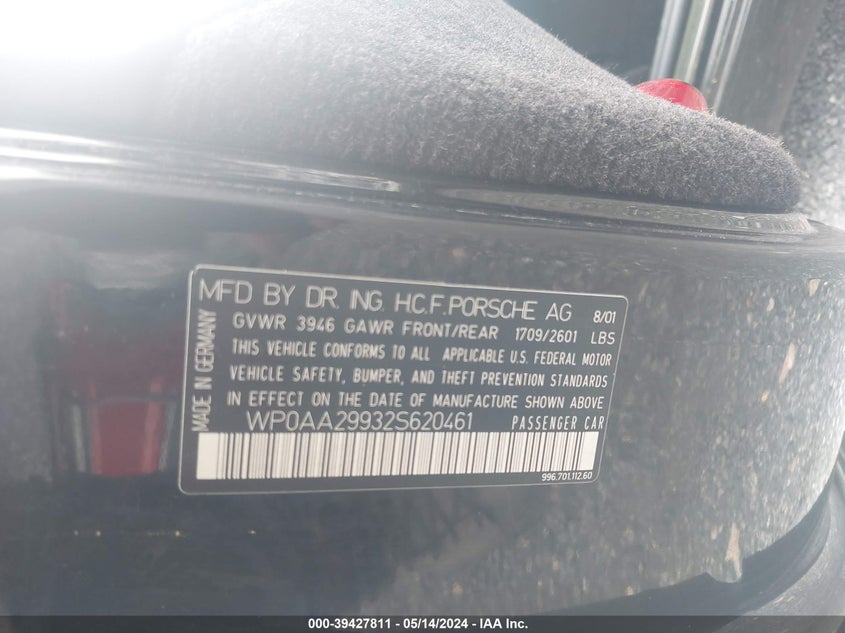 MFD BY DR. ING. H.C.F. PORSCHE AG 8/01
GVWR 3946 GAWR FRONT/REAR 1709/2601 LBS
THIS VEHICLE CONFORMS TO ALL APPLICABLE U.S. FEDERAL MOTOR
VEHICLE SAFETY, BUMPER, AND THEFT PREVENTION STANDARDS
IN EFFECT ON THE DATE OF MANUFACTURE SHOWN ABOVE
WP0AA29932S620461 PASSENGER CAR
996.701.112.60
MADE IN GERMANY
000-39427811 - 05/14/2024 - IAA Inc.